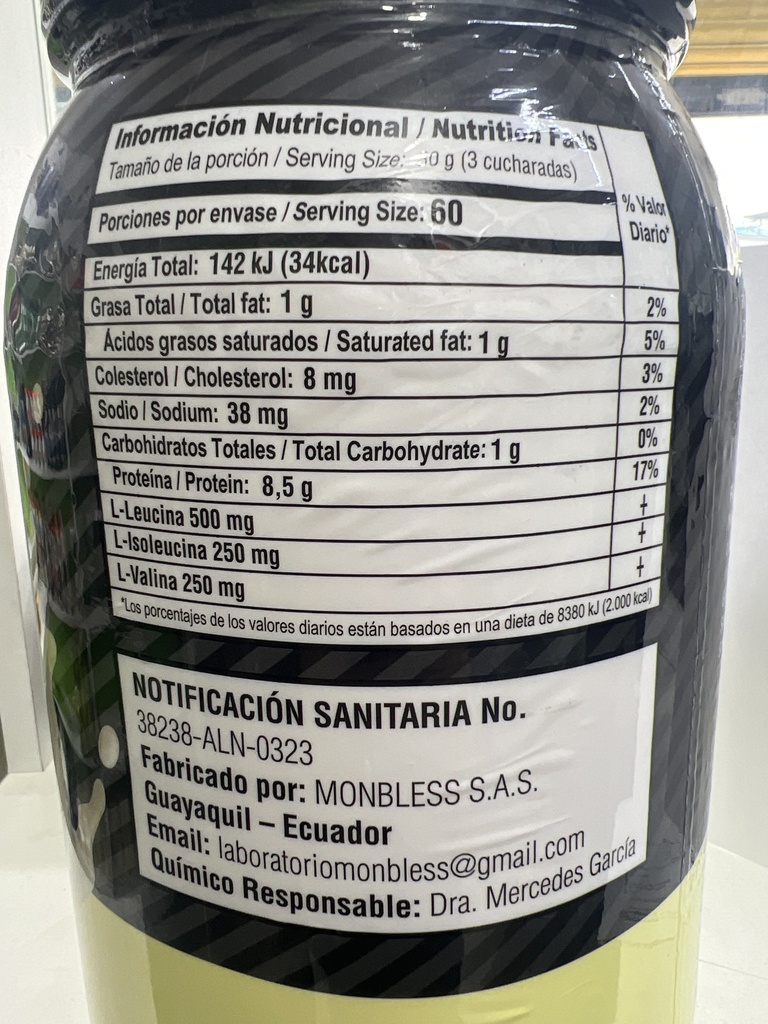 Información Nutricional / Nutrition Facts
Tamaño de la porción / Serving Size: g (3 cucharadas)
% Valor
Diario*
Porciones por envase / Serving Size: 60
Energía Total: 142 kJ (34kcal)
Grasa Total / Total fat: 1 g 2%
Ácidos grasos saturados / Saturated fat: 1 g 5%
Colesterol / Cholesterol: 8 mg 3%
Sodio / Sodium: 38 mg 2%
Carbohidratos Totales / Total Carbohydrate: 1 g 0%
Proteína / Protein: 8,5 g 17%
L-Leucina 500 mg ƚ
L-Isoleucina 250 mg ƚ
L-Valina 250 mg ƚ
*Los porcentajes de los valores diarios están basados en una dieta de 8380 kJ (2.000 kcal)
NOTIFICACIÓN SANITARIA No.
38238-ALN-0323
Fabricado por: MONBLESS S.A.S.
Guayaquil – Ecuador
Email: laboratoriomonbless@gmail.com
Químico Responsable: Dra. Mercedes García